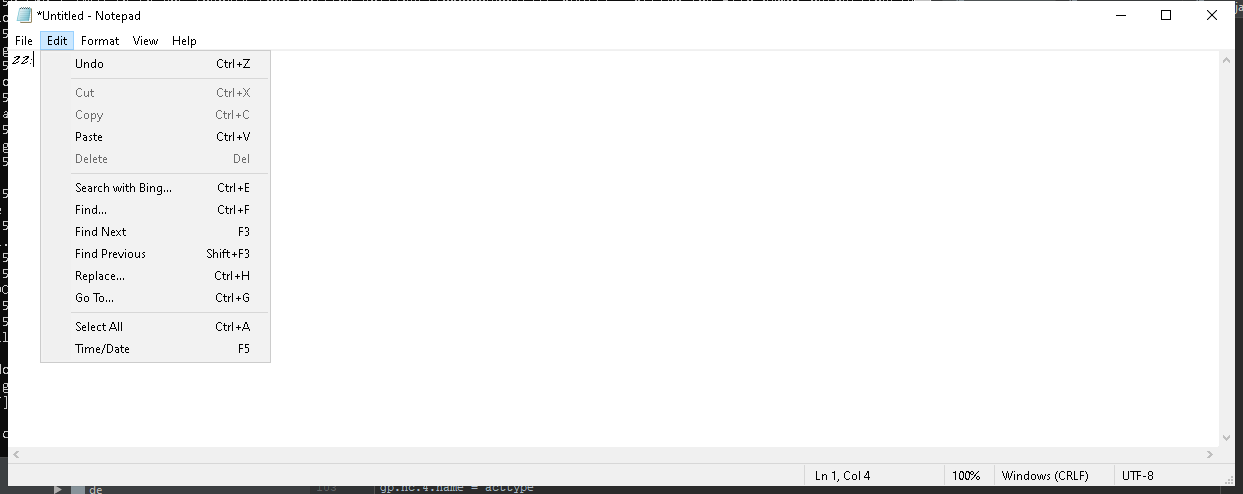 *Untitled - Notepad
File Edit Format View Help
22:
Undo Ctrl+Z
Cut Ctrl+X
Copy Ctrl+C
Paste Ctrl+V
Delete Del
Search with Bing... Ctrl+E
Find... Ctrl+F
Find Next F3
Find Previous Shift+F3
Replace... Ctrl+H
Go To... Ctrl+G
Select All Ctrl+A
Time/Date F5
Ln 1, Col 4 100% Windows (CRLF) UTF-8
de gp.nc.4.name = acttype